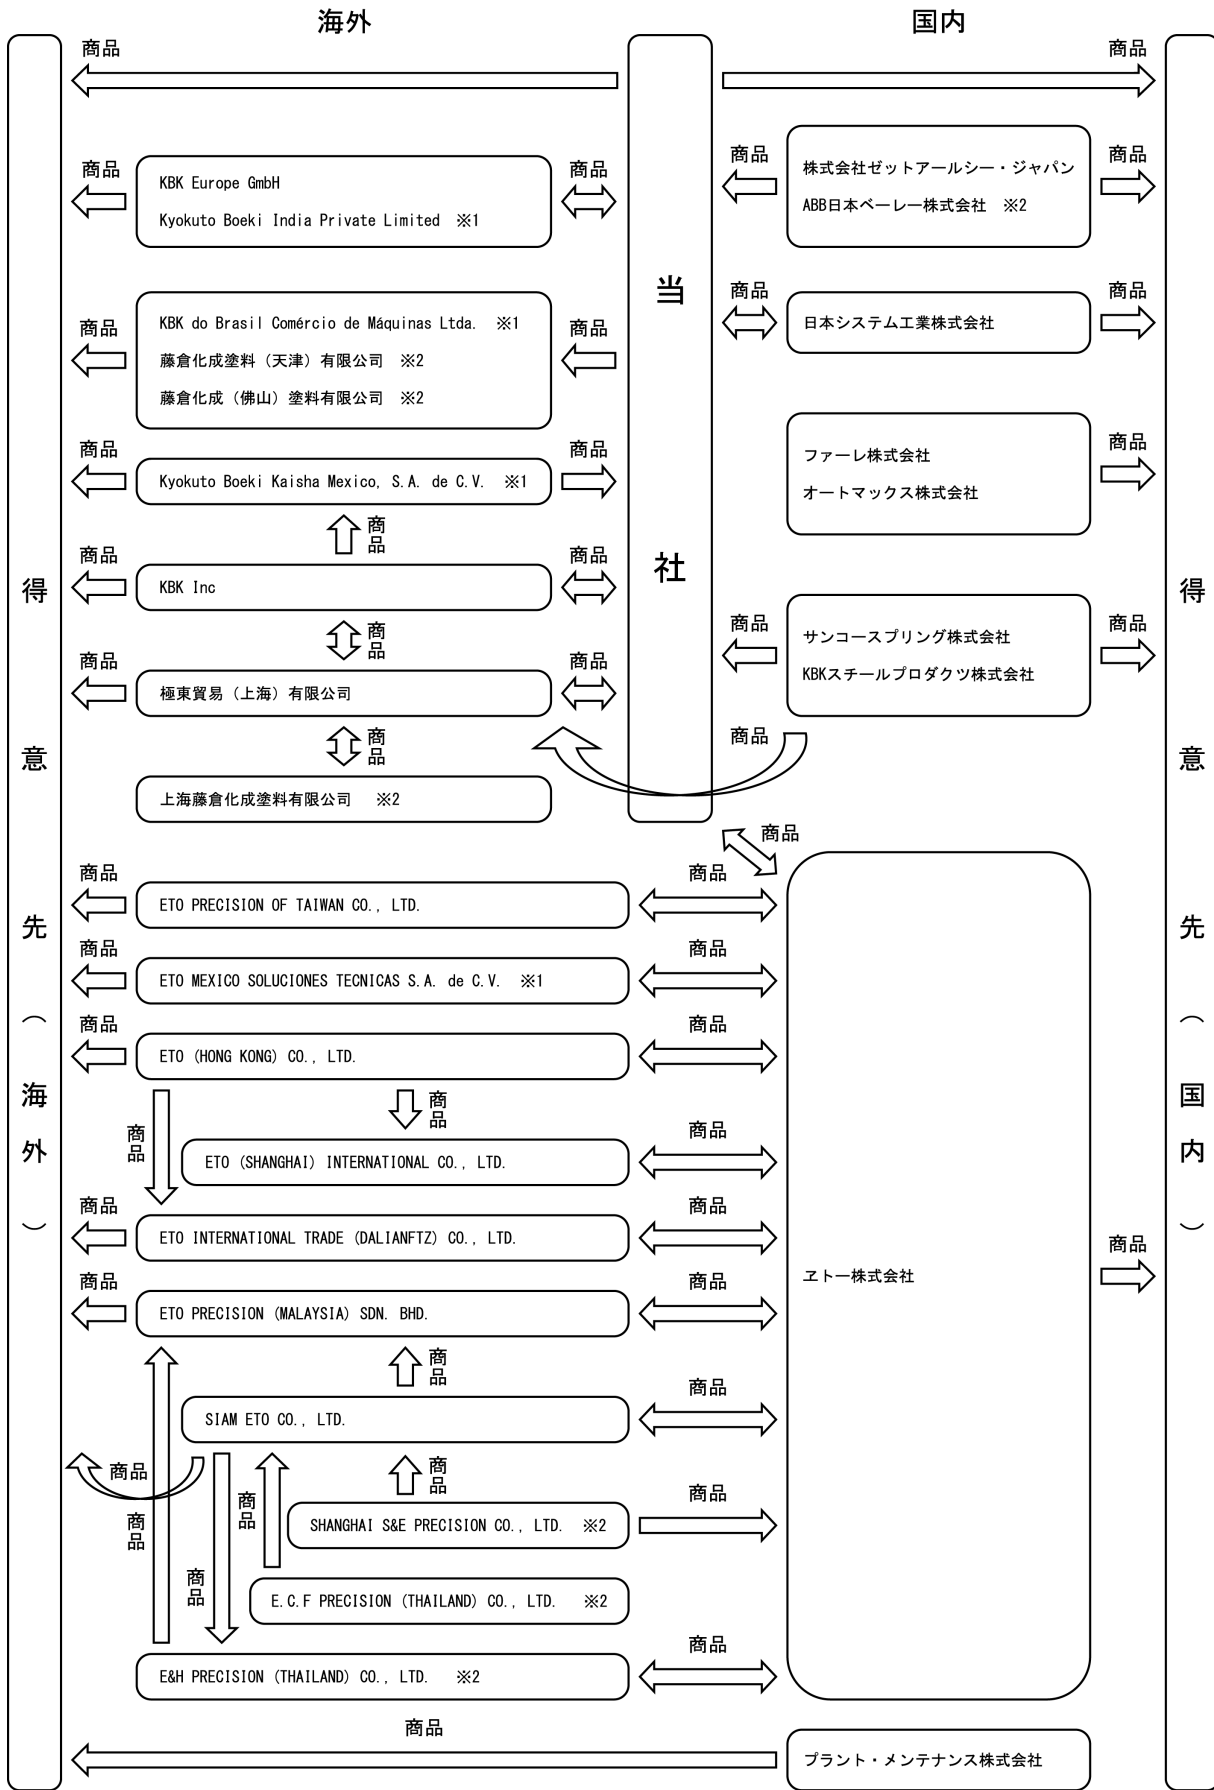 海外
国内
商品
商品
商品
商品
KBK Europe GmbH
Kyokuto Boeki India Private Limited ※1
商品
株式会社ゼットアールシー・ジャパン
ABB日本ベーレー株式会社 ※2
商品
商品
KBK do Brasil Comércio de Máquinas Ltda. ※1
藤倉化成塗料（天津）有限公司 ※2
藤倉化成（佛山）塗料有限公司 ※2
当社
商品
日本システム工業株式会社
商品
商品
Kyokuto Boeki Kaisha Mexico, S.A. de C.V. ※1
商品
ファーレ株式会社
オートマックス株式会社
商品
商品
商品
KBK Inc
商品
商品
サンコースプリング株式会社
KBKスチールプロダクツ株式会社
商品
商品
商品
極東貿易（上海）有限公司
商品
商品
商品
上海藤倉化成塗料有限公司 ※2
商品
商品
ETO PRECISION OF TAIWAN CO., LTD.
商品
商品
ETO MEXICO SOLUCIONES TECNICAS S.A. de C.V. ※1
商品
商品
ETO (HONG KONG) CO., LTD.
商品
商品
商品
ETO (SHANGHAI) INTERNATIONAL CO., LTD.
商品
商品
ETO INTERNATIONAL TRADE (DALIANFTZ) CO., LTD.
商品
ヱトー株式会社
商品
商品
ETO PRECISION (MALAYSIA) SDN. BHD.
商品
商品
SIAM ETO CO., LTD.
商品
商品
商品
商品
商品
SHANGHAI S&E PRECISION CO., LTD. ※2
商品
商品
E.C.F PRECISION (THAILAND) CO., LTD. ※2
E&H PRECISION (THAILAND) CO., LTD. ※2
商品
商品
プラント・メンテナンス株式会社
得意先（海外）
得意先（国内）